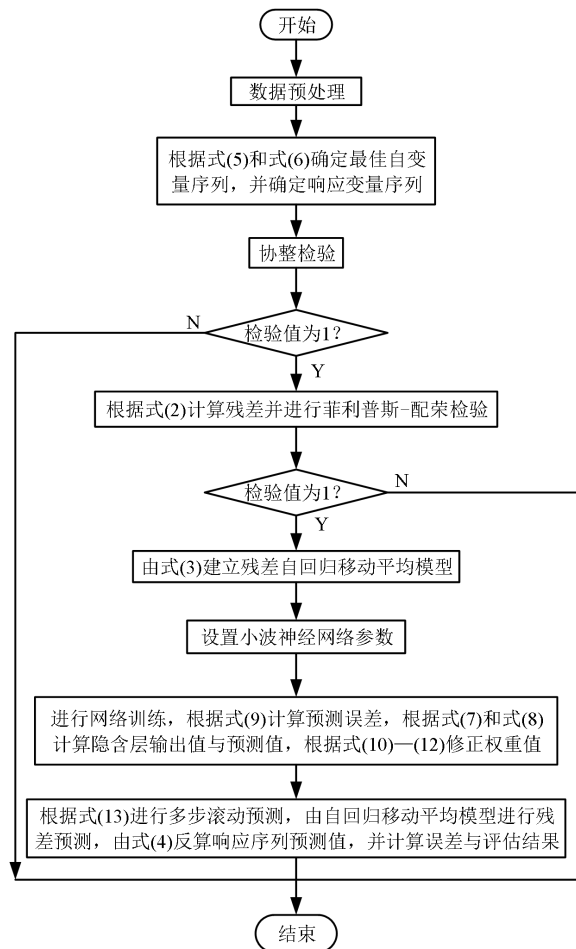 开始
数据预处理
根据式(5)和式(6)确定最佳自变
量序列，并确定响应变量序列
协整检验
N
检验值为1?
Y
根据式(2)计算残差并进行菲利普斯-配荣检验
N
检验值为1?
Y
由式(3)建立残差自回归移动平均模型
设置小波神经网络参数
进行网络训练，根据式(9)计算预测误差，根据式(7)和式(8)
计算隐含层输出值与预测值，根据式(10)—(12)修正权重值
根据式(13)进行多步滚动预测，由自回归移动平均模型进行残
差预测，由式(4)反算响应序列预测值，并计算误差与评估结果
结束